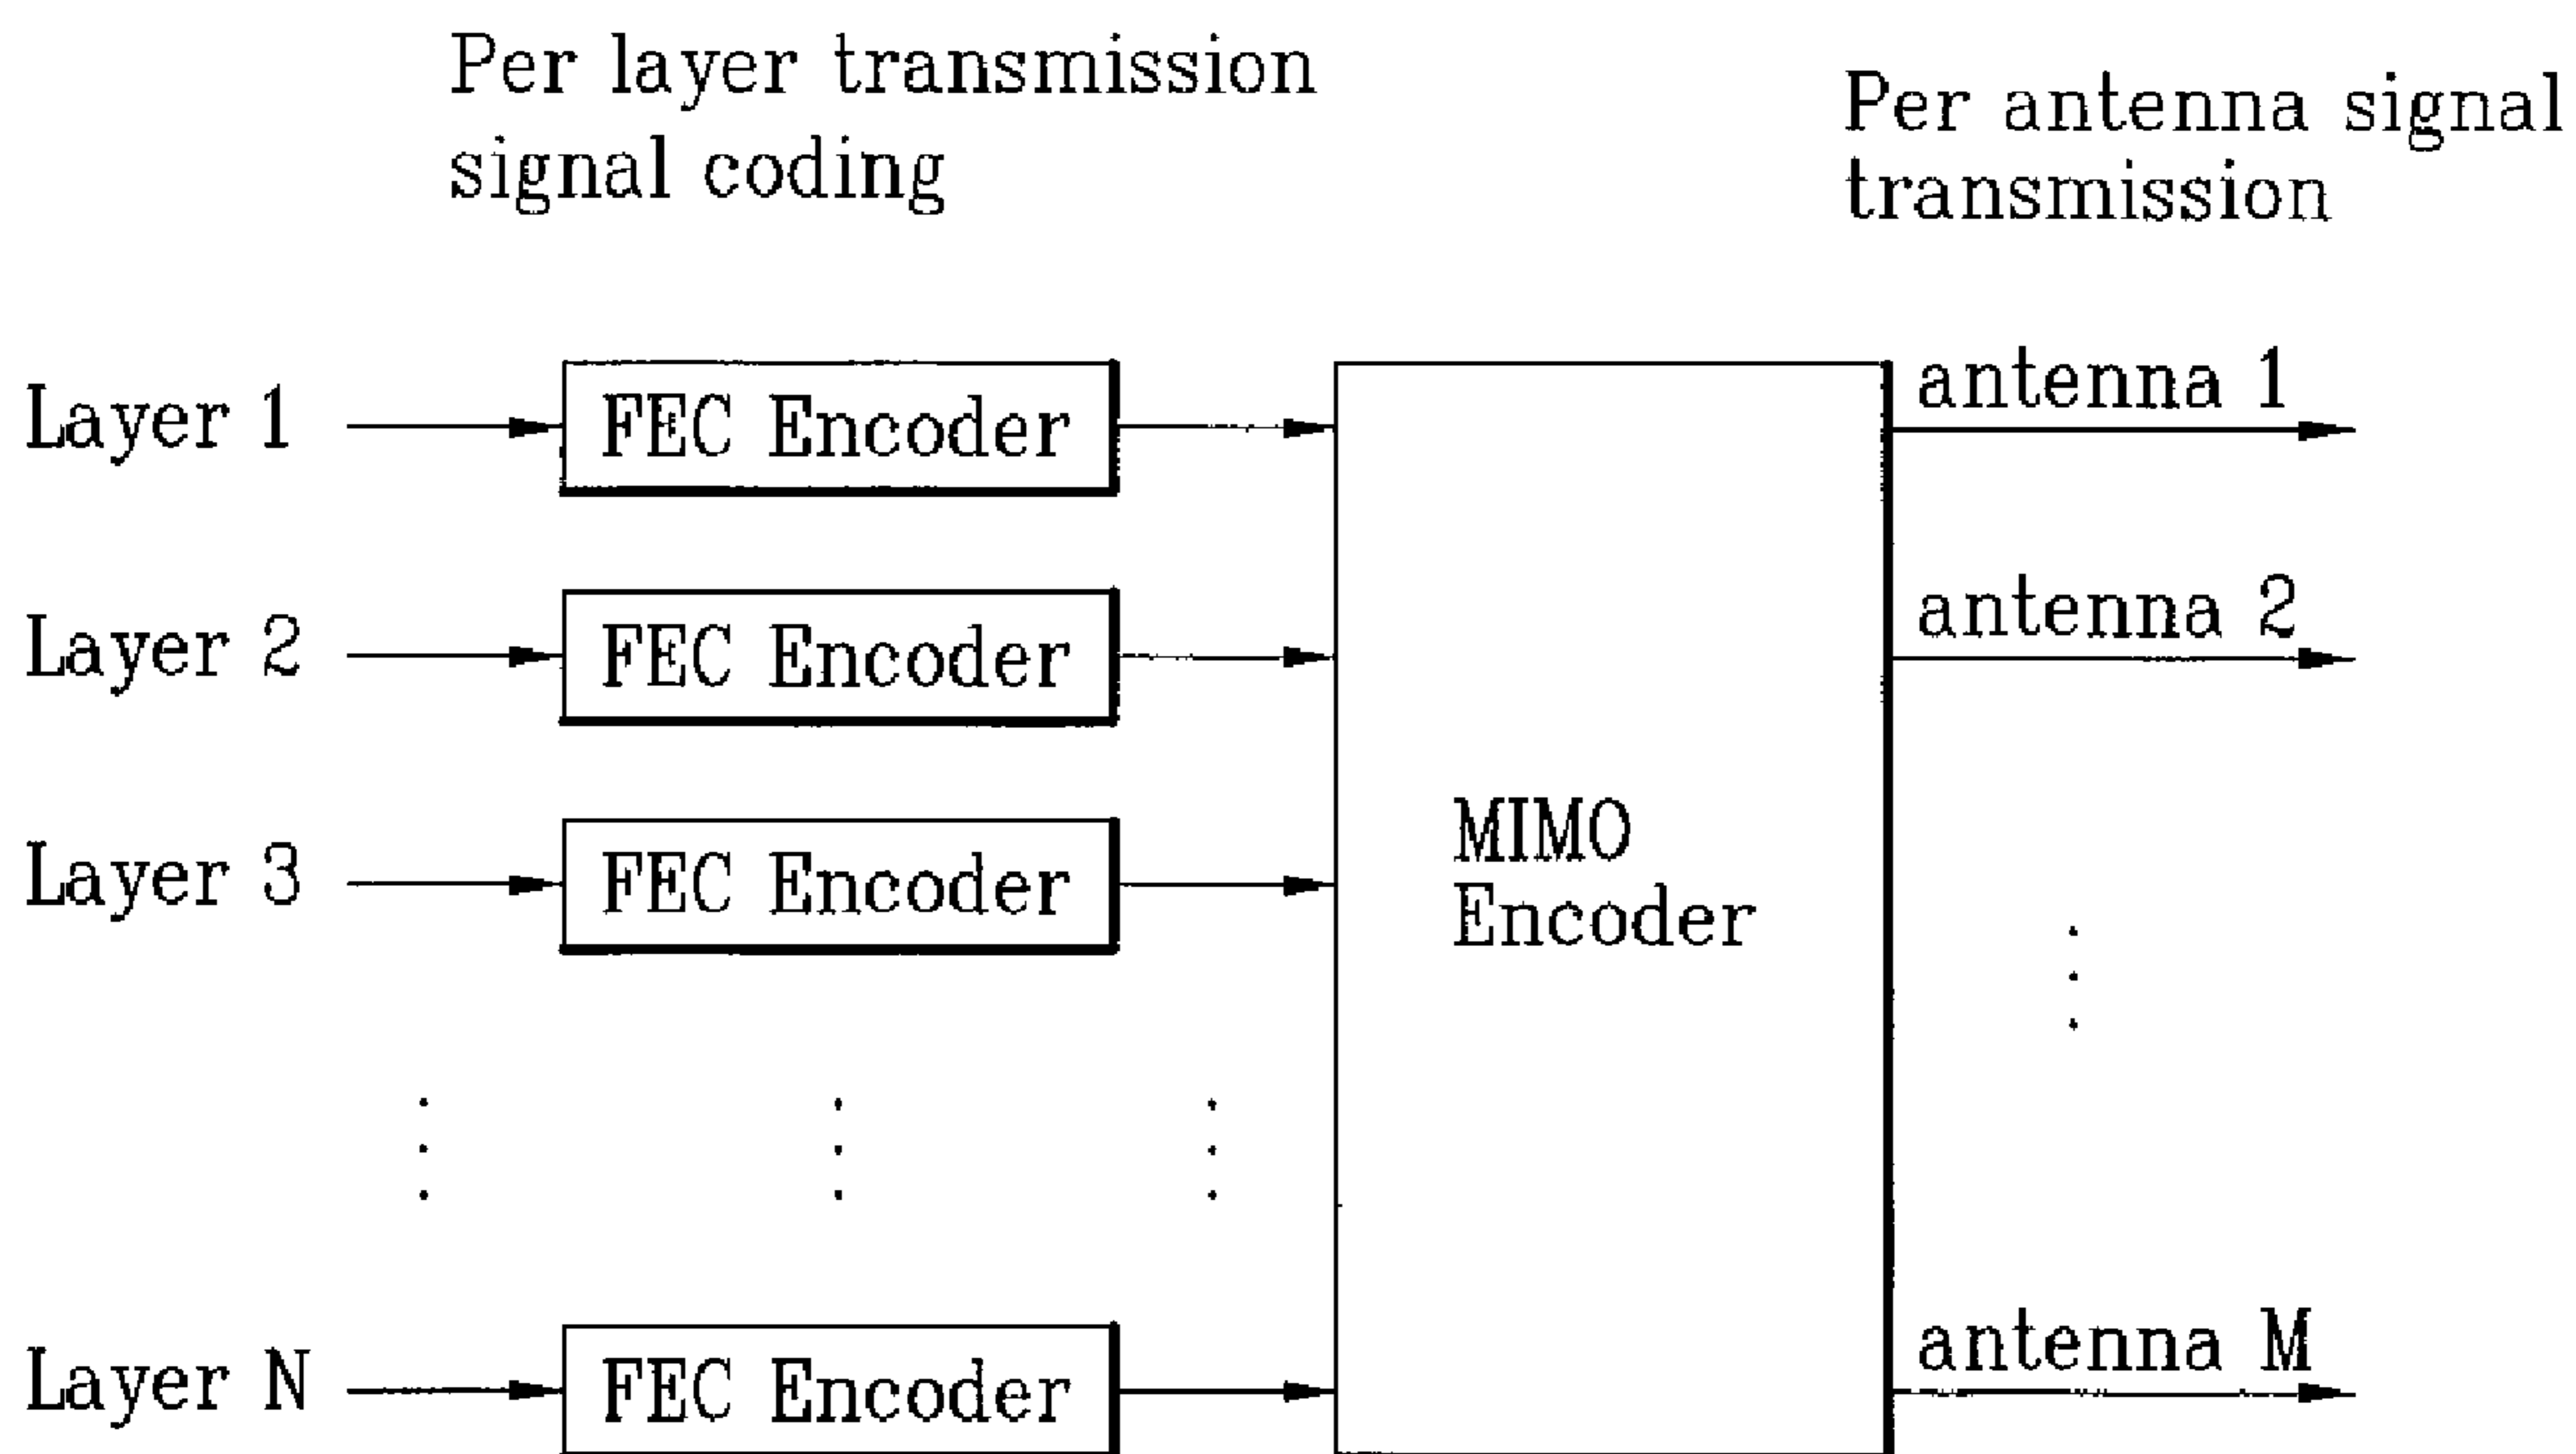 Per layer transmission
signal coding
Per antenna signal
transmission
Layer 1
FEC Encoder
antenna 1
Layer 2
FEC Encoder
antenna 2
Layer 3
FEC Encoder
MIMO
Encoder
Layer N
FEC Encoder
antenna M